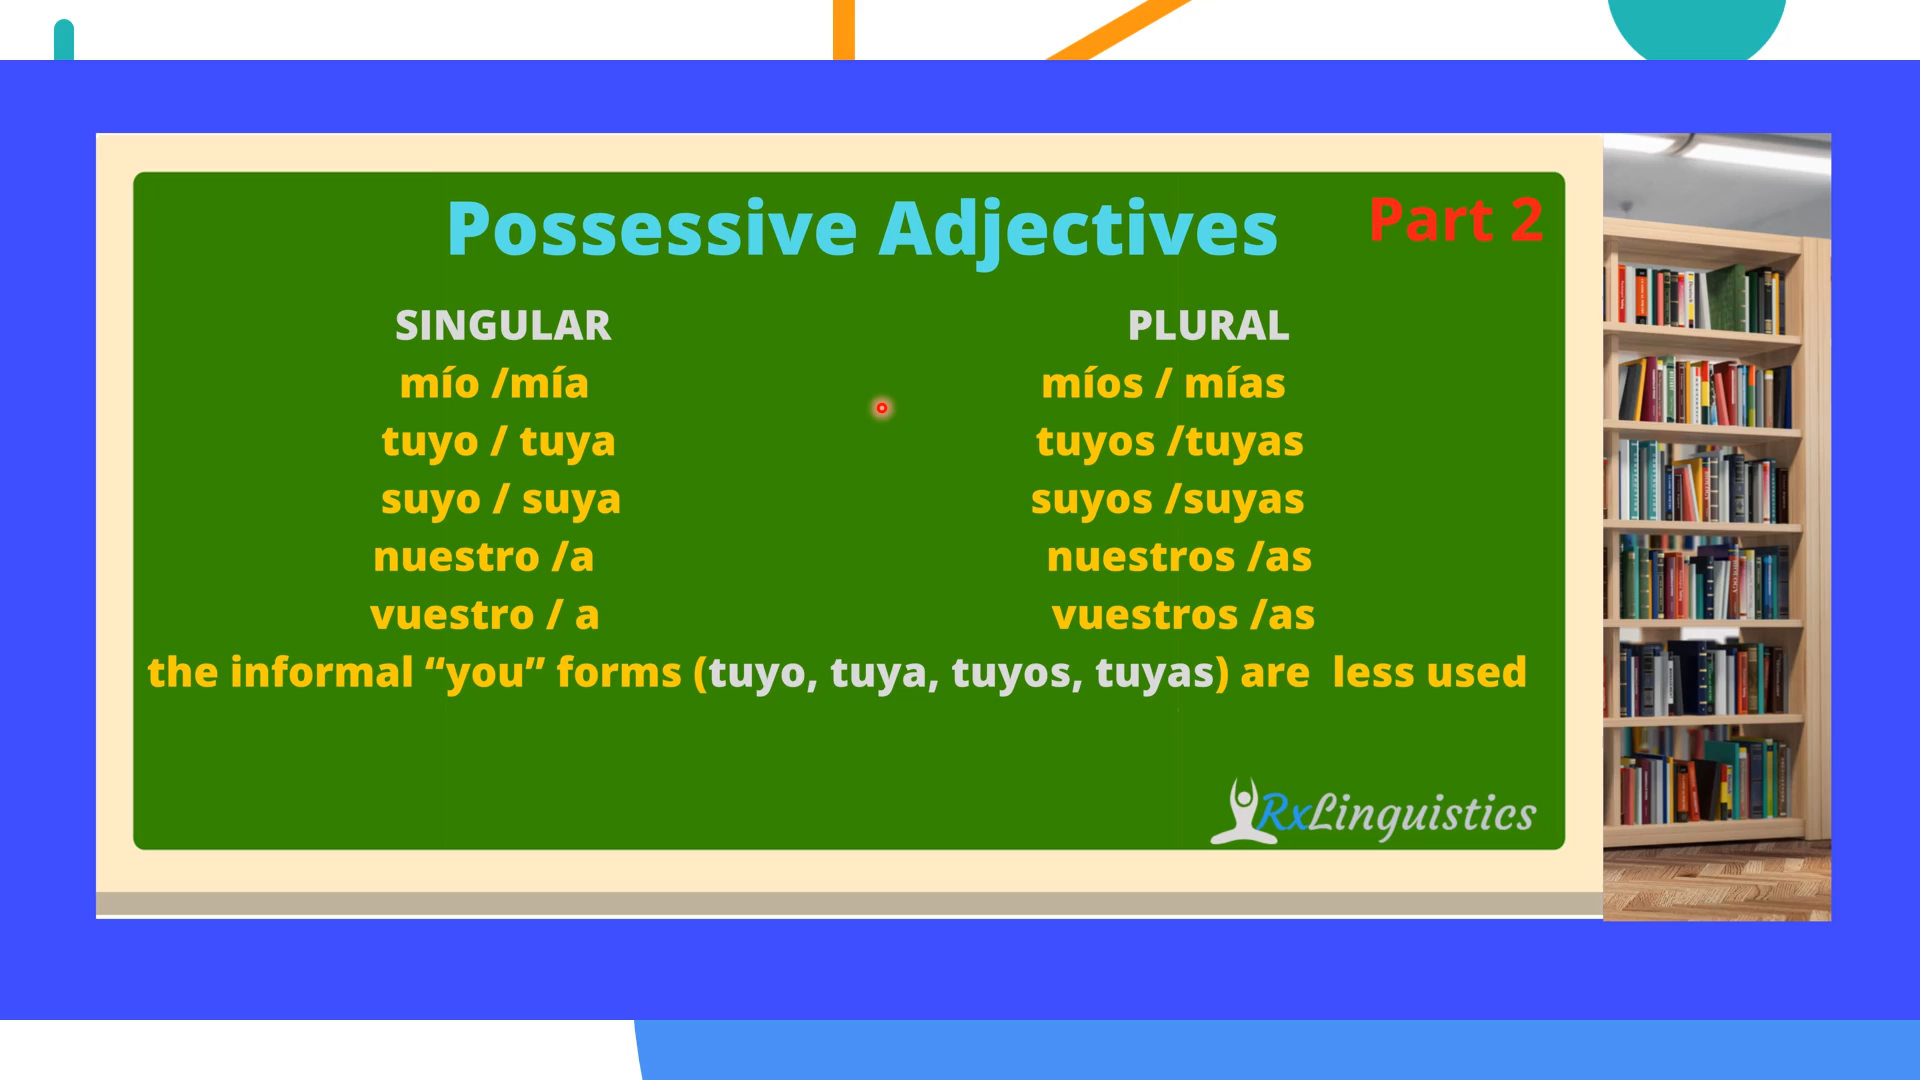 Possessive Adjectives Part 2
SINGULAR PLURAL
mío /mía míos / mías
tuyo / tuya tuyos /tuyas
suyo / suya suyos /suyas
nuestro /a nuestros /as
vuestro / a vuestros /as
the informal “you” forms (tuyo, tuya, tuyos, tuyas) are less used
RxLinguistics